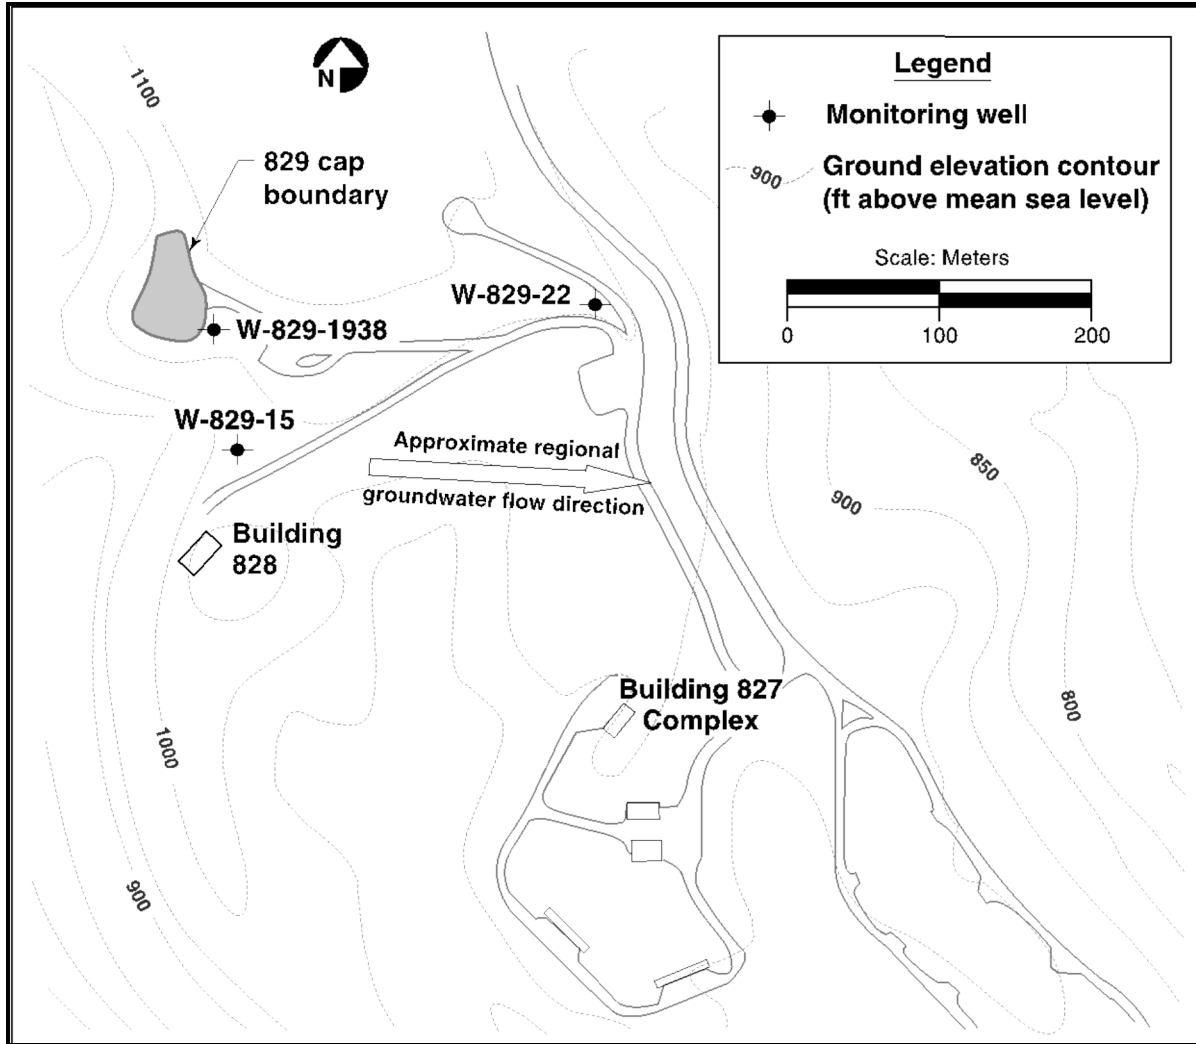 Legend
Monitoring well
900
Ground elevation contour
(ft above mean sea level)
Scale: Meters
0 100 200
N
1100
829 cap
boundary
W-829-22
W-829-1938
W-829-15
Approximate regional
groundwater flow direction
850
900
Building
828
Building 827
Complex
800
1000
900